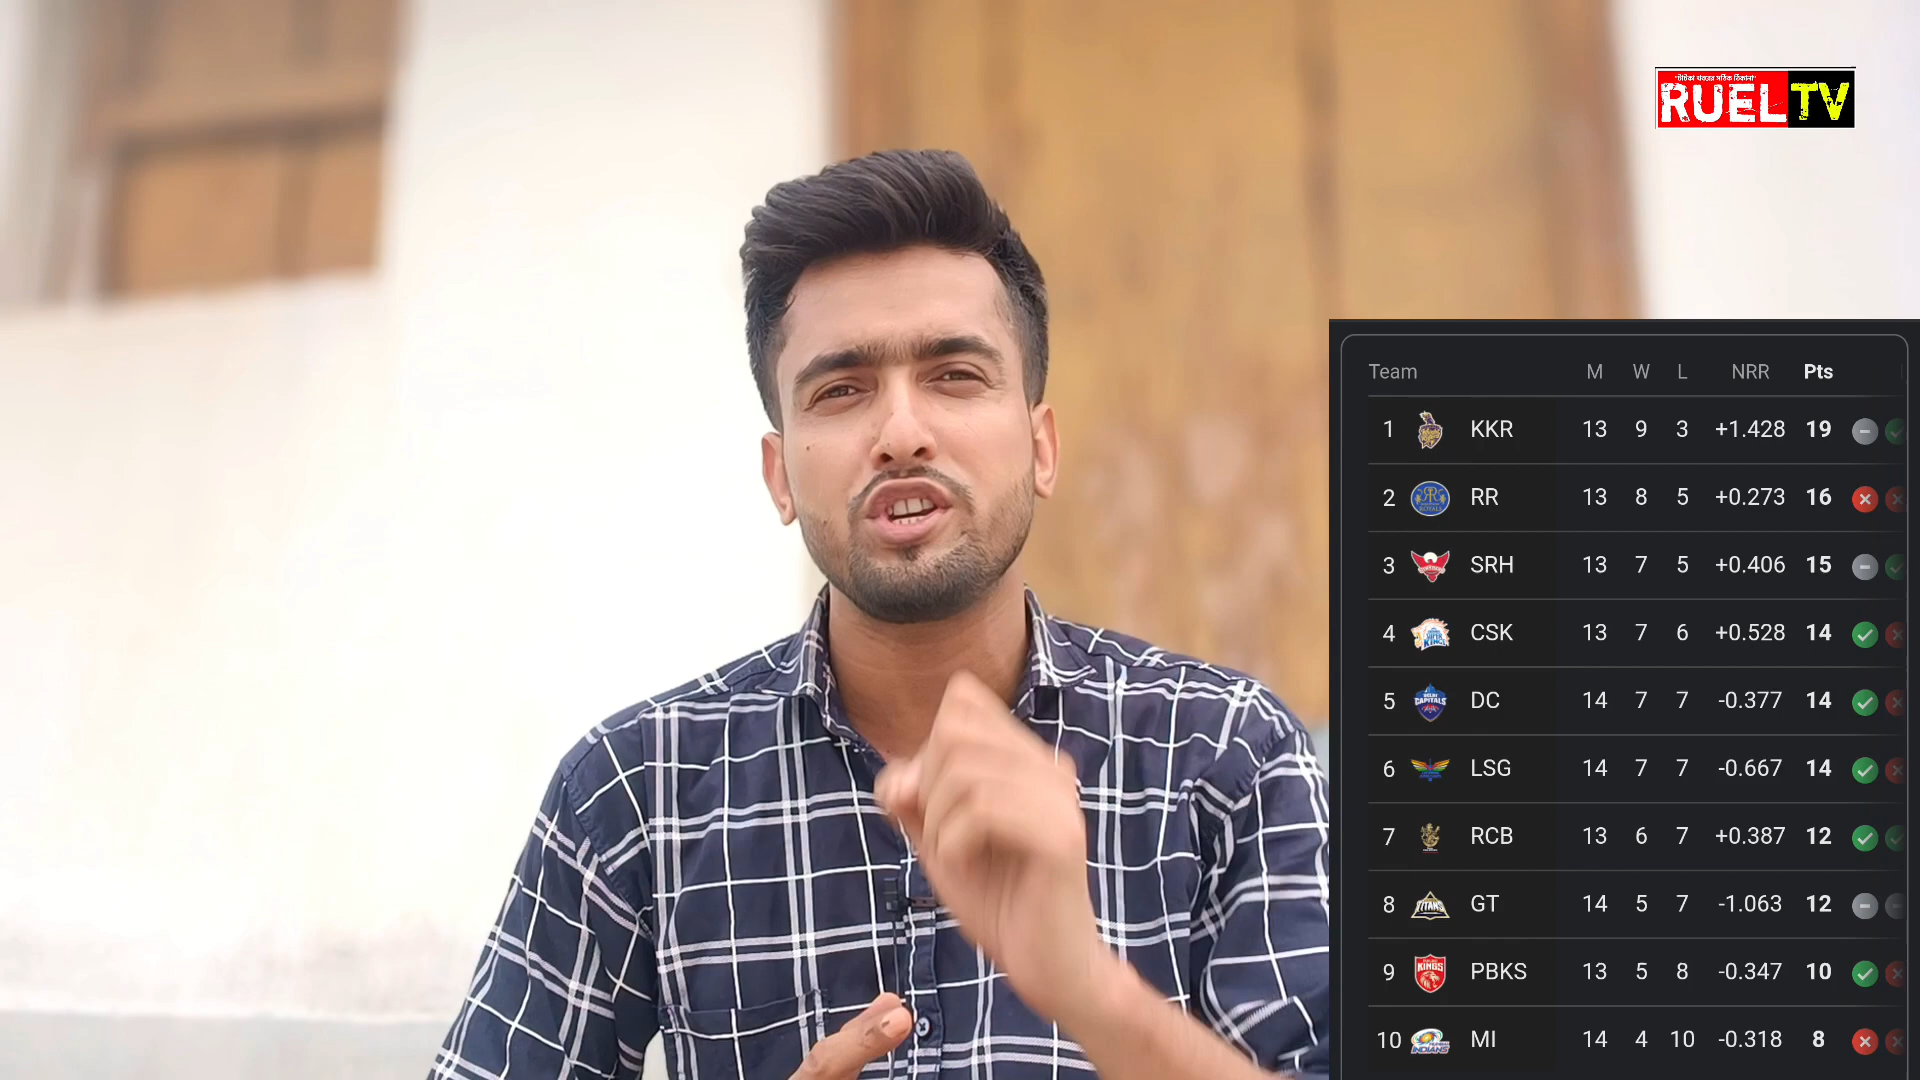 "টাটকা খবরের সঠিক ঠিকানা"
RUELTV
Team M W L NRR Pts
1 KKR 13 9 3 +1.428 19
2 RR 13 8 5 +0.273 16
3 SRH 13 7 5 +0.406 15
4 CSK 13 7 6 +0.528 14
5 DC 14 7 7 -0.377 14
6 LSG 14 7 7 -0.667 14
7 RCB 13 6 7 +0.387 12
8 GT 14 5 7 -1.063 12
9 PBKS 13 5 8 -0.347 10
10 MI 14 4 10 -0.318 8